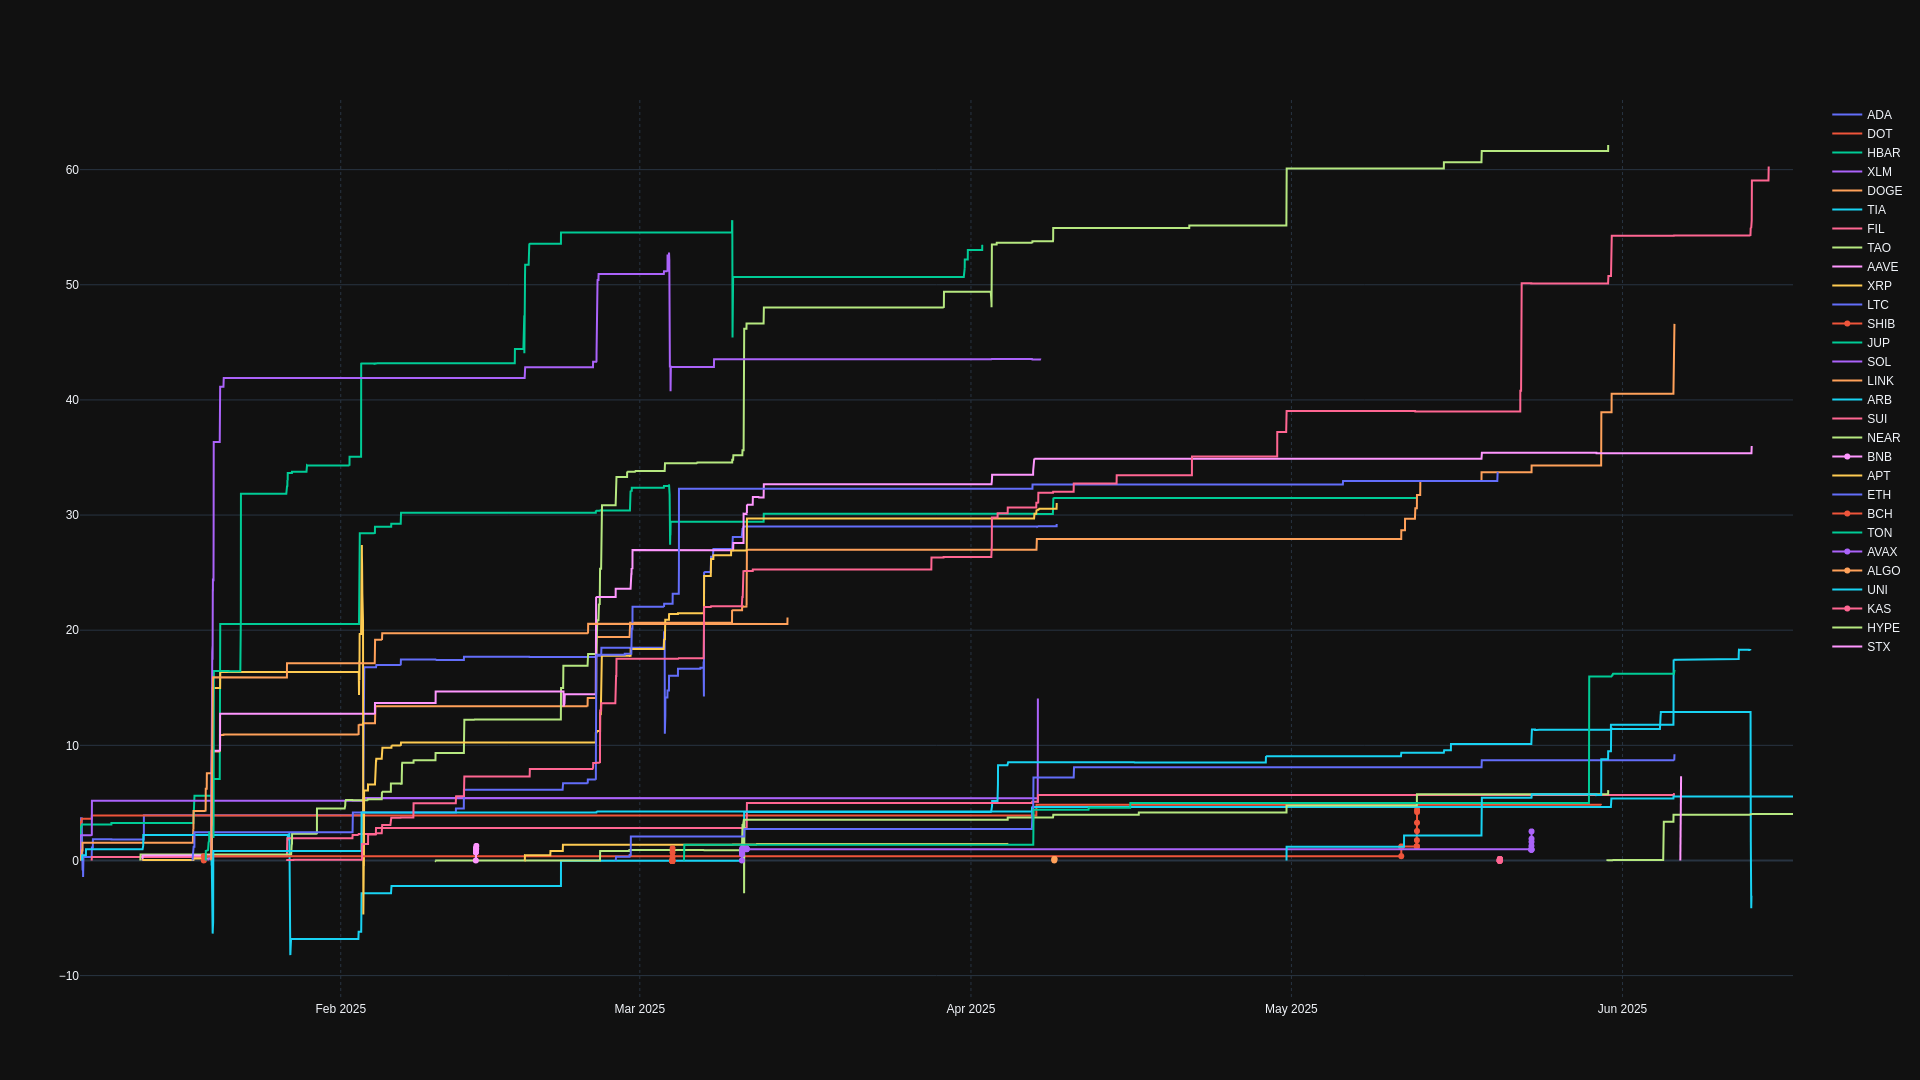 60
50
40
30
20
10
0
−10
Feb 2025
Mar 2025
Apr 2025
May 2025
Jun 2025
ADA
DOT
HBAR
XLM
DOGE
TIA
FIL
TAO
AAVE
XRP
LTC
SHIB
JUP
SOL
LINK
ARB
SUI
NEAR
BNB
APT
ETH
BCH
TON
AVAX
ALGO
UNI
KAS
HYPE
STX